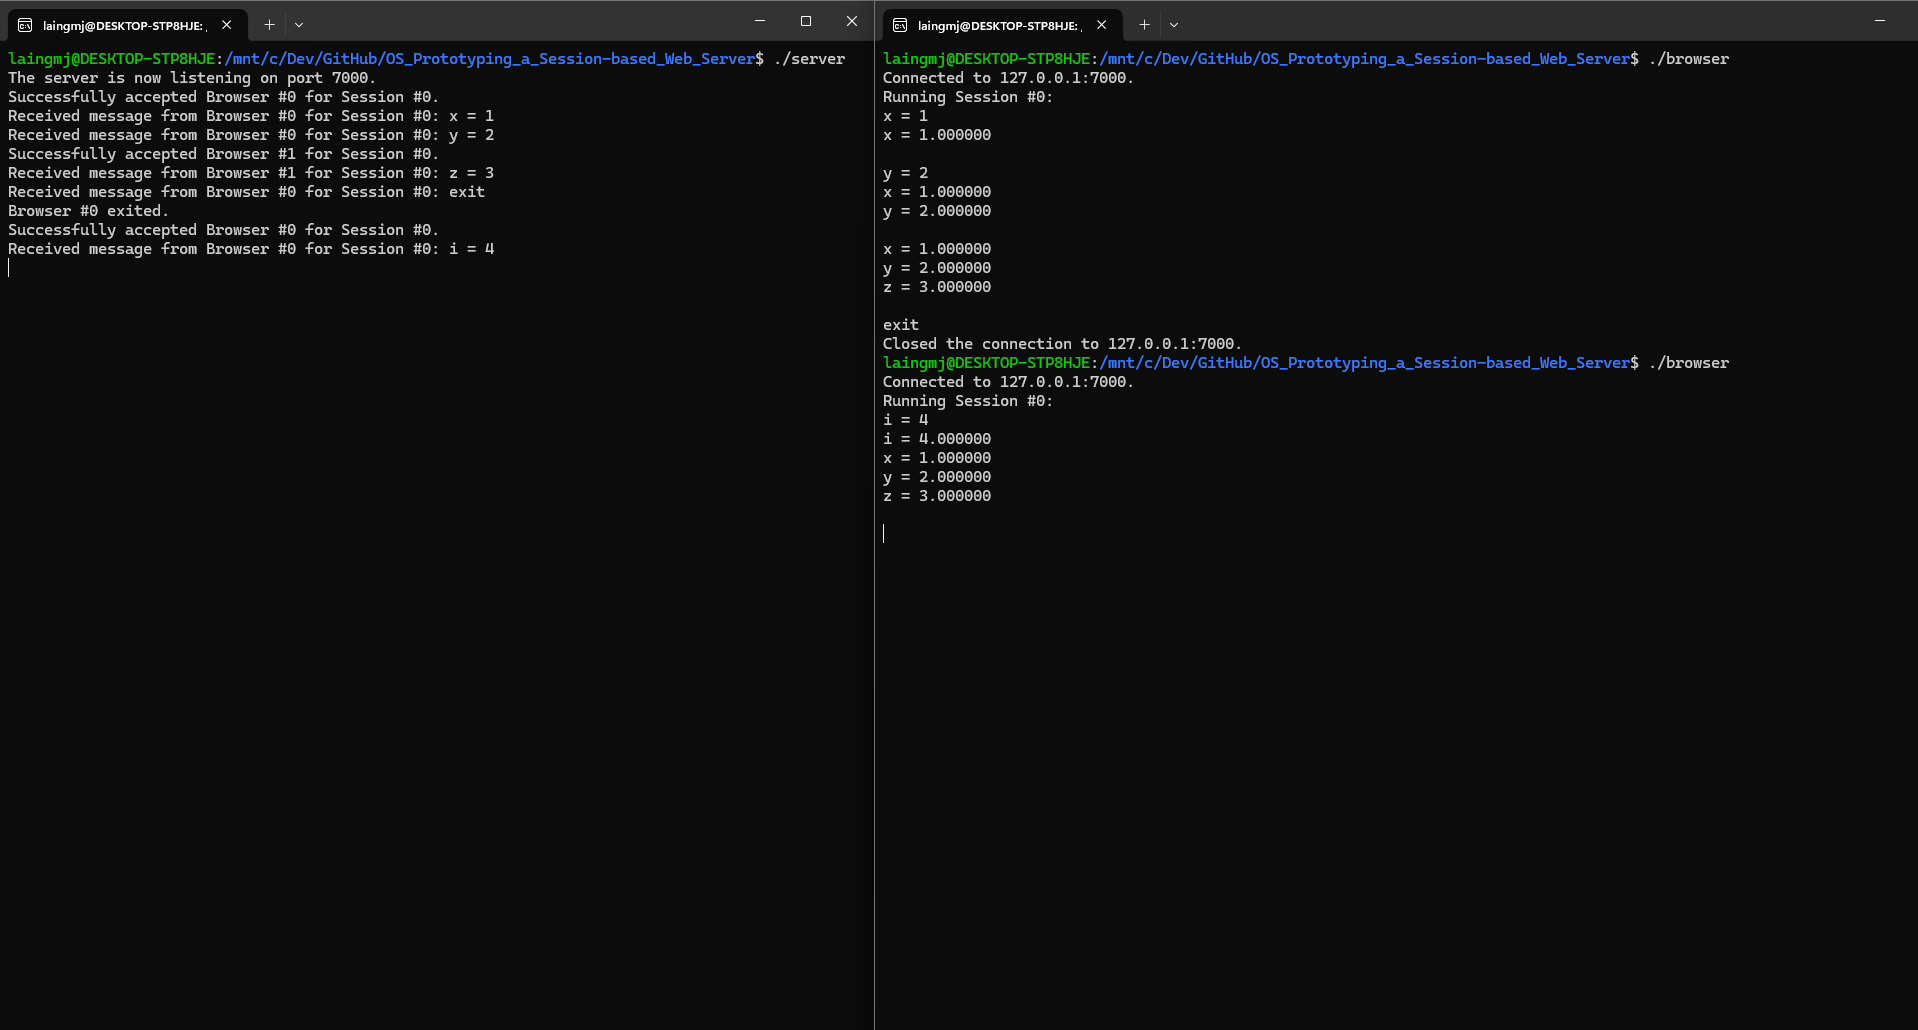 laingmj@DESKTOP-STP8HJE: /
laingmj@DESKTOP-STP8HJE:/mnt/c/Dev/GitHub/OS_Prototyping_a_Session-based_Web_Server$ ./server
The server is now listening on port 7000.
Successfully accepted Browser #0 for Session #0.
Received message from Browser #0 for Session #0: x = 1
Received message from Browser #0 for Session #0: y = 2
Successfully accepted Browser #1 for Session #0.
Received message from Browser #1 for Session #0: z = 3
Received message from Browser #0 for Session #0: exit
Browser #0 exited.
Successfully accepted Browser #0 for Session #0.
Received message from Browser #0 for Session #0: i = 4
laingmj@DESKTOP-STP8HJE: /
laingmj@DESKTOP-STP8HJE:/mnt/c/Dev/GitHub/OS_Prototyping_a_Session-based_Web_Server$ ./browser
Connected to 127.0.0.1:7000.
Running Session #0:
x = 1
x = 1.000000
y = 2
x = 1.000000
y = 2.000000
x = 1.000000
y = 2.000000
z = 3.000000
exit
Closed the connection to 127.0.0.1:7000.
laingmj@DESKTOP-STP8HJE:/mnt/c/Dev/GitHub/OS_Prototyping_a_Session-based_Web_Server$ ./browser
Connected to 127.0.0.1:7000.
Running Session #0:
i = 4
i = 4.000000
x = 1.000000
y = 2.000000
z = 3.000000